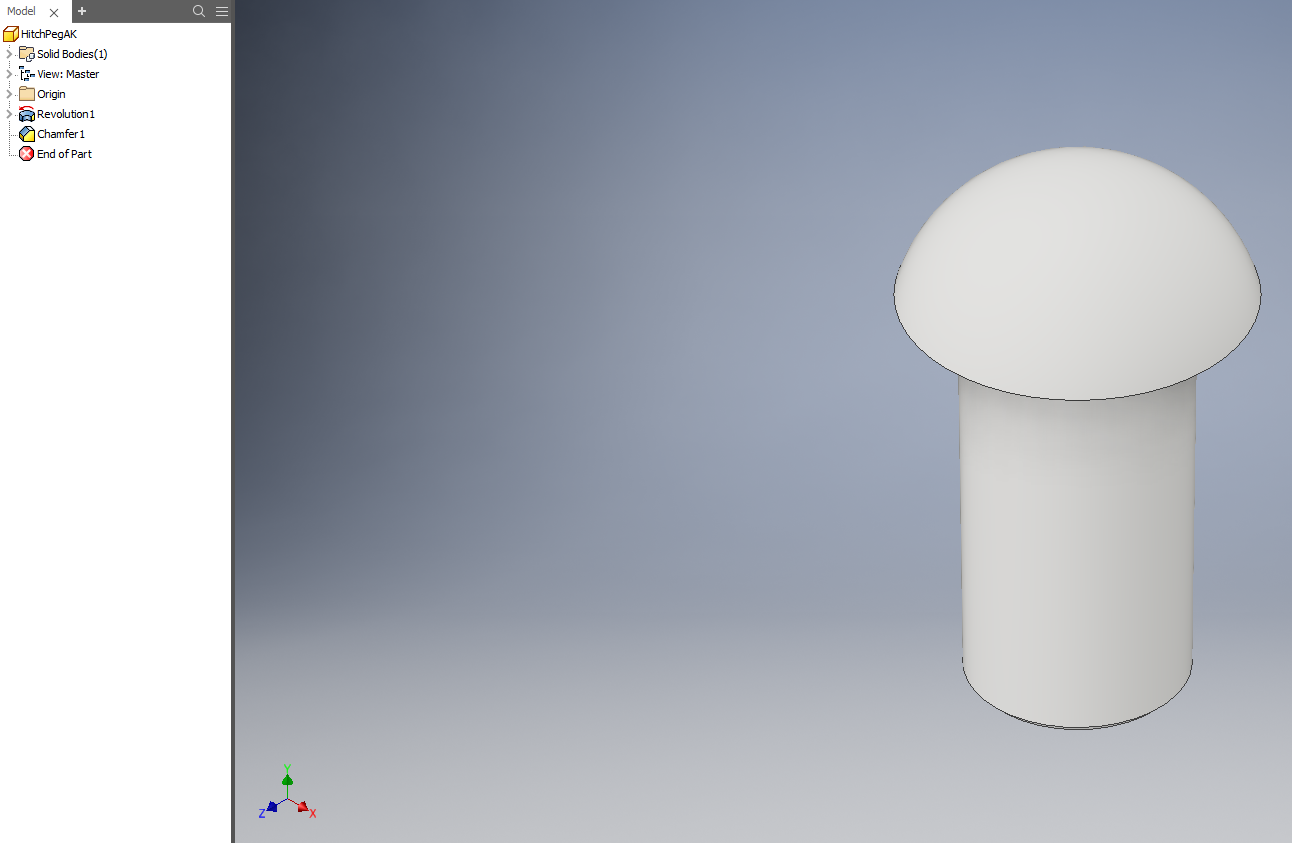 Model
HitchPegAK
Solid Bodies(1)
View: Master
Origin
Revolution1
Chamfer1
End of Part
Y
Z
X